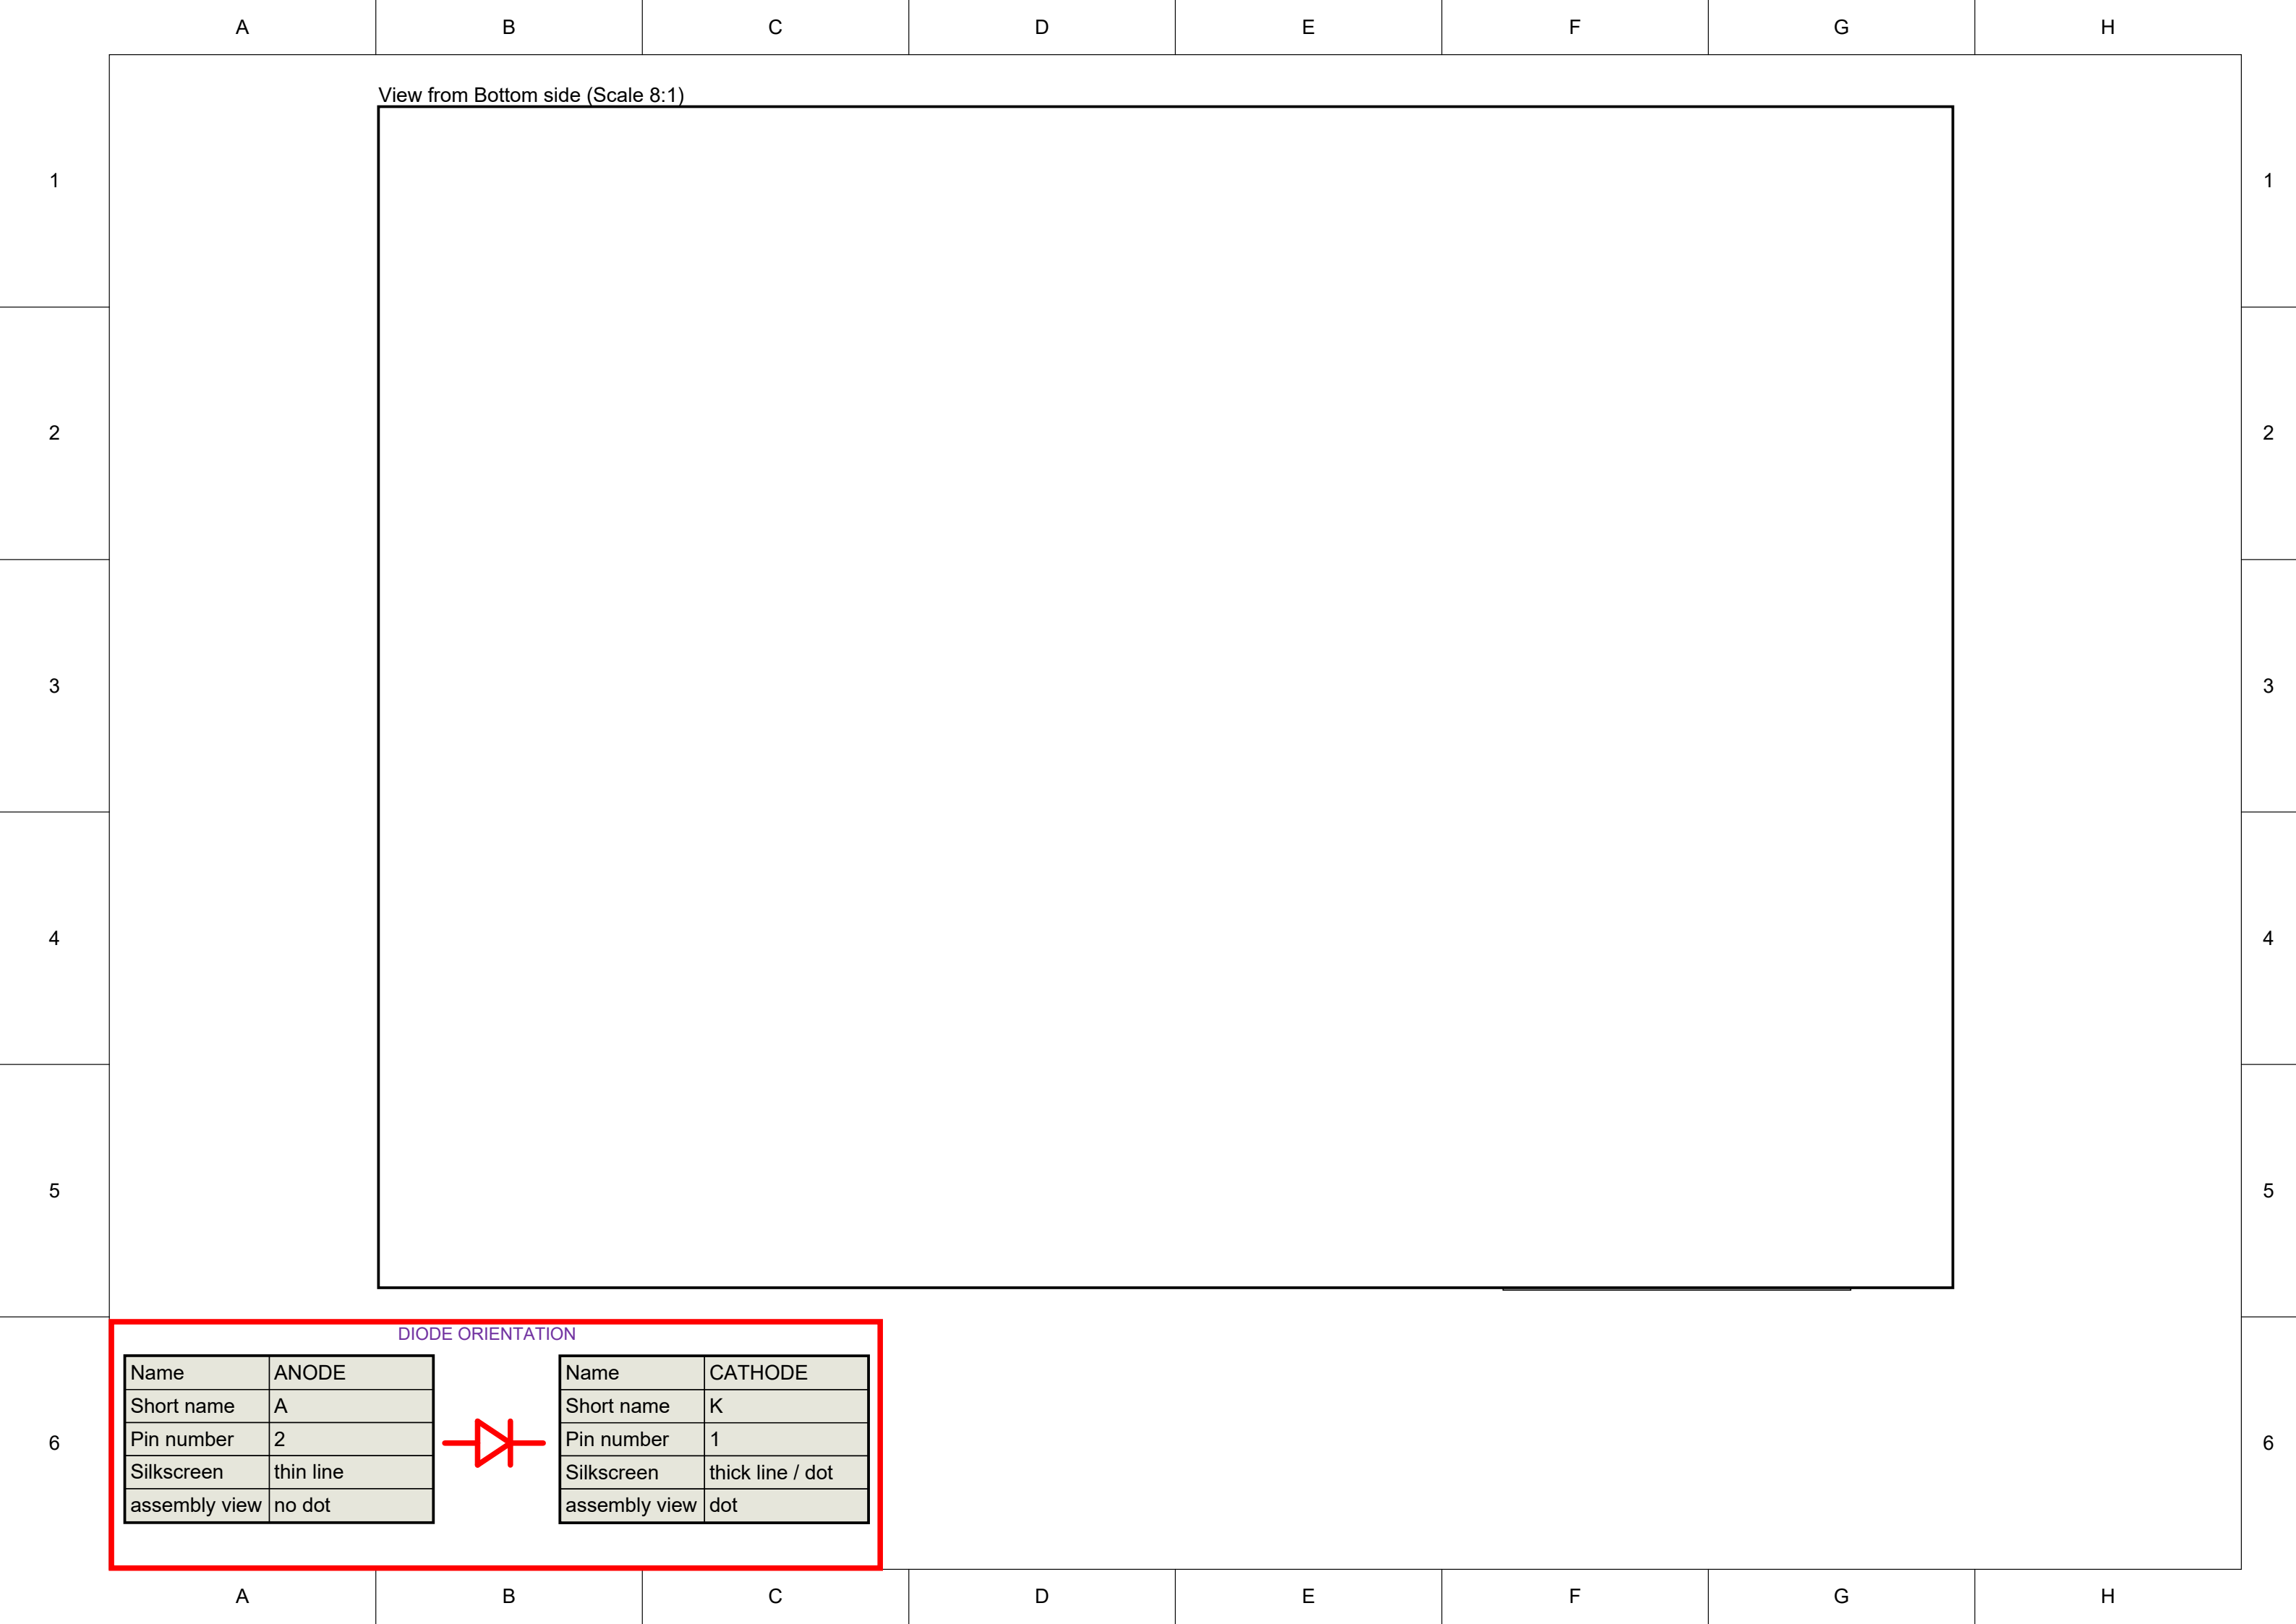 A B C D E F G H
View from Bottom side (Scale 8:1)
1 1
2 2
3 3
4 4
5 5
DIODE ORIENTATION
Name ANODE Name CATHODE
Short name A Short name K
Pin number 2 Pin number 1
6 6
Silkscreen thin line Silkscreen thick line / dot
assembly view no dot assembly view dot
A B C D E F G H